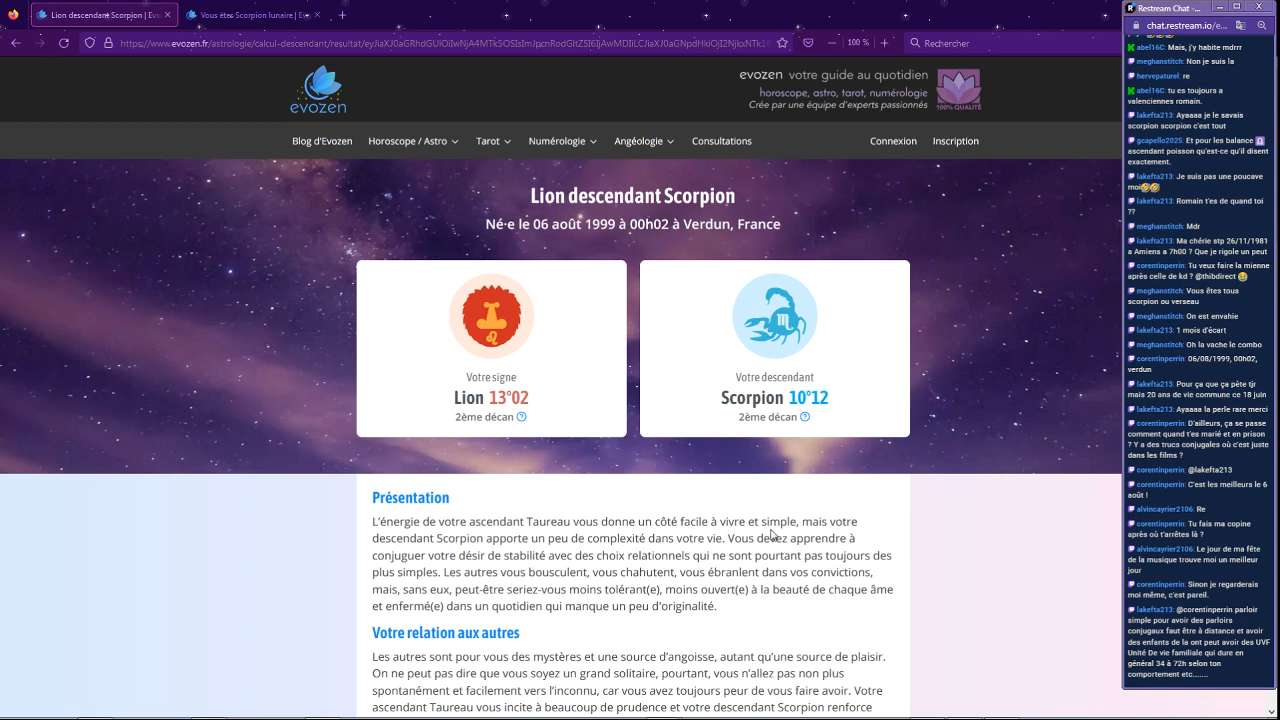 Lion descendant Scorpion | E
Vous êtes Scorpion lunaire | E
Restream Chat -...
https://www.evozen.fr/astrologie/calcul-descendant/resultat/
100 %
Rechercher
chat.restream.io/e...
evozen
evozen votre guide au quotidien
horoscope, astro, tarot, numérologie
Crée par une équipe d'experts passionnés
100% QUALITÉ
Blog d'Evozen
Horoscope / Astro
Tarot
Numérologie
Angéologie
Consultations
Connexion
Inscription
Lion descendant Scorpion
Né·e le 06 août 1999 à 00h02 à Verdun, France
Votre signe
Lion 13°02
2ème décan
Votre descendant
Scorpion 10°12
2ème décan
Présentation
L'énergie de votre ascendant Taureau vous donne un côté facile à vivre et simple, mais votre
descendant Scorpion apporte un peu de complexité dans votre vie. Vous devez apprendre à
conjuguer votre désir de stabilité avec des choix relationnels qui ne sont pourtant pas toujours des
plus simples. Les autres vous bousculent, vous chahutent, vous ébranlent dans vos convictions,
mais, sans eux, peut-être seriez-vous moins tolérant(e), moins ouvert(e) à la beauté de chaque âme
et enfermé(e) dans un quotidien qui manque un peu d'originalité.
Votre relation aux autres
Les autres sont pour vous des mystères et une source d'angoisse, autant qu'une source de plaisir.
On ne peut pas dire que vous soyez un grand solitaire, pourtant, vous n'allez pas non plus
spontanément et facilement vers l'inconnu, car vous avez toujours peur de vous faire avoir. Votre
ascendant Taureau vous incite à beaucoup de prudence et votre descendant Scorpion renforce
abel16C: Mais, j'y habite mdrrr
meghanstitch: Non je suis la
hervepaturel: re
abel16C: tu es toujours a
valenciennes romain.
lakefta213: Ayaaaa je le savais
scorpion scorpion c'est tout
gcapello2025: Et pour les balance ♎
ascendant poisson qu'est-ce qu'il disent
exactement.
lakefta213: Je suis pas une poucave
moi🤣🤣
lakefta213: Romain t'es de quand toi
??
meghanstitch: Mdr
lakefta213: Ma chérie stp 26/11/1981
a Amiens a 7h00 ? Que je rigole un peut
corentinperrin: Tu veux faire la mienne
après celle de kd ? @thibdirect 😂
meghanstitch: Vous êtes tous
scorpion ou verseau
meghanstitch: On est envahie
lakefta213: 1 mois d'écart
meghanstitch: Oh la vache le combo
corentinperrin: 06/08/1999, 00h02,
verdun
lakefta213: Pour ça que ça pète tjr
mais 20 ans de vie commune ce 18 juin
lakefta213: Ayaaaa la perle rare merci
corentinperrin: D'ailleurs, ça se passe
comment quand t'es marié et en prison
? Y a des trucs conjugales où c'est juste
dans les films ?
corentinperrin: @lakefta213
corentinperrin: C'est les meilleurs le 6
août !
alvincayrier2106: Re
corentinperrin: Tu fais ma copine
après où t'arrêtes là ?
alvincayrier2106: Le jour de ma fête
de la musique trouve moi un meilleur
jour
corentinperrin: Sinon je regarderais
moi même, c'est pareil.
lakefta213: @corentinperrin parloir
simple pour avoir des parloirs
conjugaux faut être à distance et avoir
des enfants de la ont peut avoir des UVF
Unité De vie familiale qui dure en
général 34 à 72h selon ton
comportement etc.......